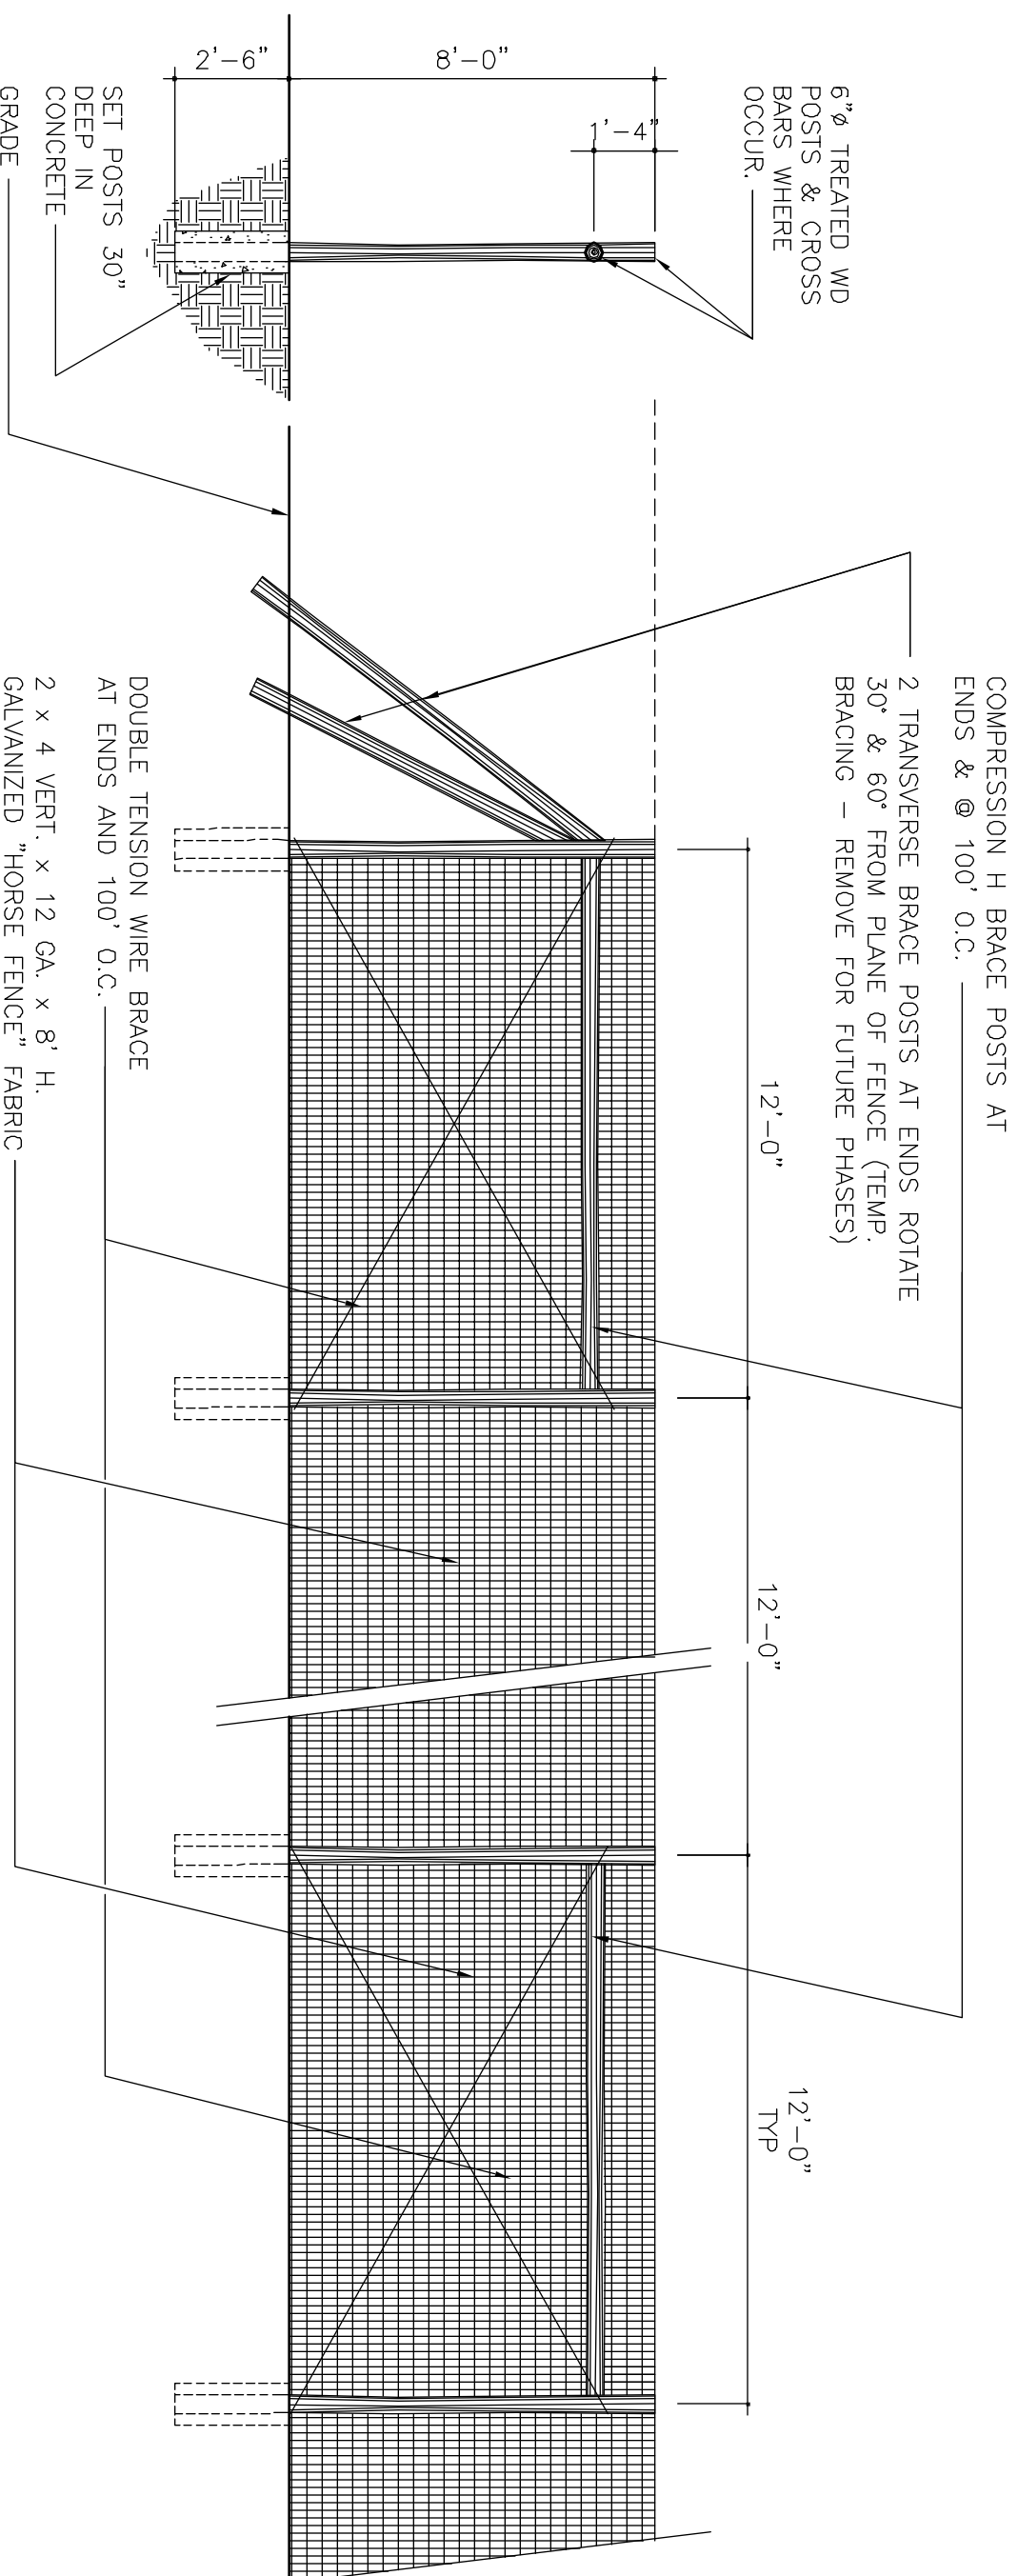 COMPRESSION H BRACE POSTS AT
ENDS & @ 100' O.C.
2 TRANSVERSE BRACE POSTS AT ENDS ROTATE
30° & 60° FROM PLANE OF FENCE (TEMP.
BRACING - REMOVE FOR FUTURE PHASES)
6"ø TREATED WD
POSTS & CROSS
BARS WHERE
OCCUR.
12'-0"
12'-0"
12'-0"
TYP
1'-4"
8'-0"
2'-6"
SET POSTS 30"
DEEP IN
CONCRETE
GRADE
DOUBLE TENSION WIRE BRACE
AT ENDS AND 100' O.C.
2 x 4 VERT. x 12 GA. x 8' H.
GALVANIZED "HORSE FENCE" FABRIC